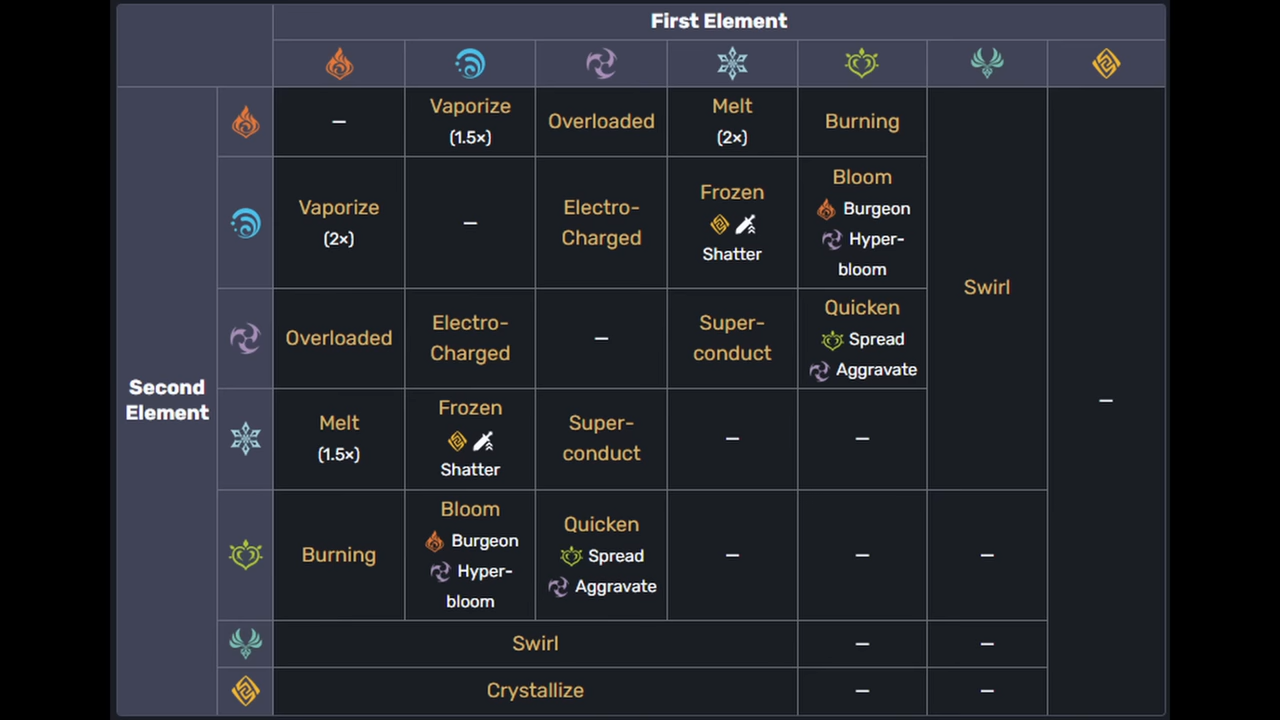 First Element
Second
Element
—
Vaporize
(1.5×)
Overloaded
Melt
(2×)
Burning
Swirl
—
Vaporize
(2×)
—
Electro-
Charged
Frozen
Shatter
Bloom
Burgeon
Hyper-
bloom
Overloaded
Electro-
Charged
—
Super-
conduct
Quicken
Spread
Aggravate
Melt
(1.5×)
Frozen
Shatter
Super-
conduct
—
—
Burning
Bloom
Burgeon
Hyper-
bloom
Quicken
Spread
Aggravate
—
—
—
Swirl
—
—
Crystallize
—
—